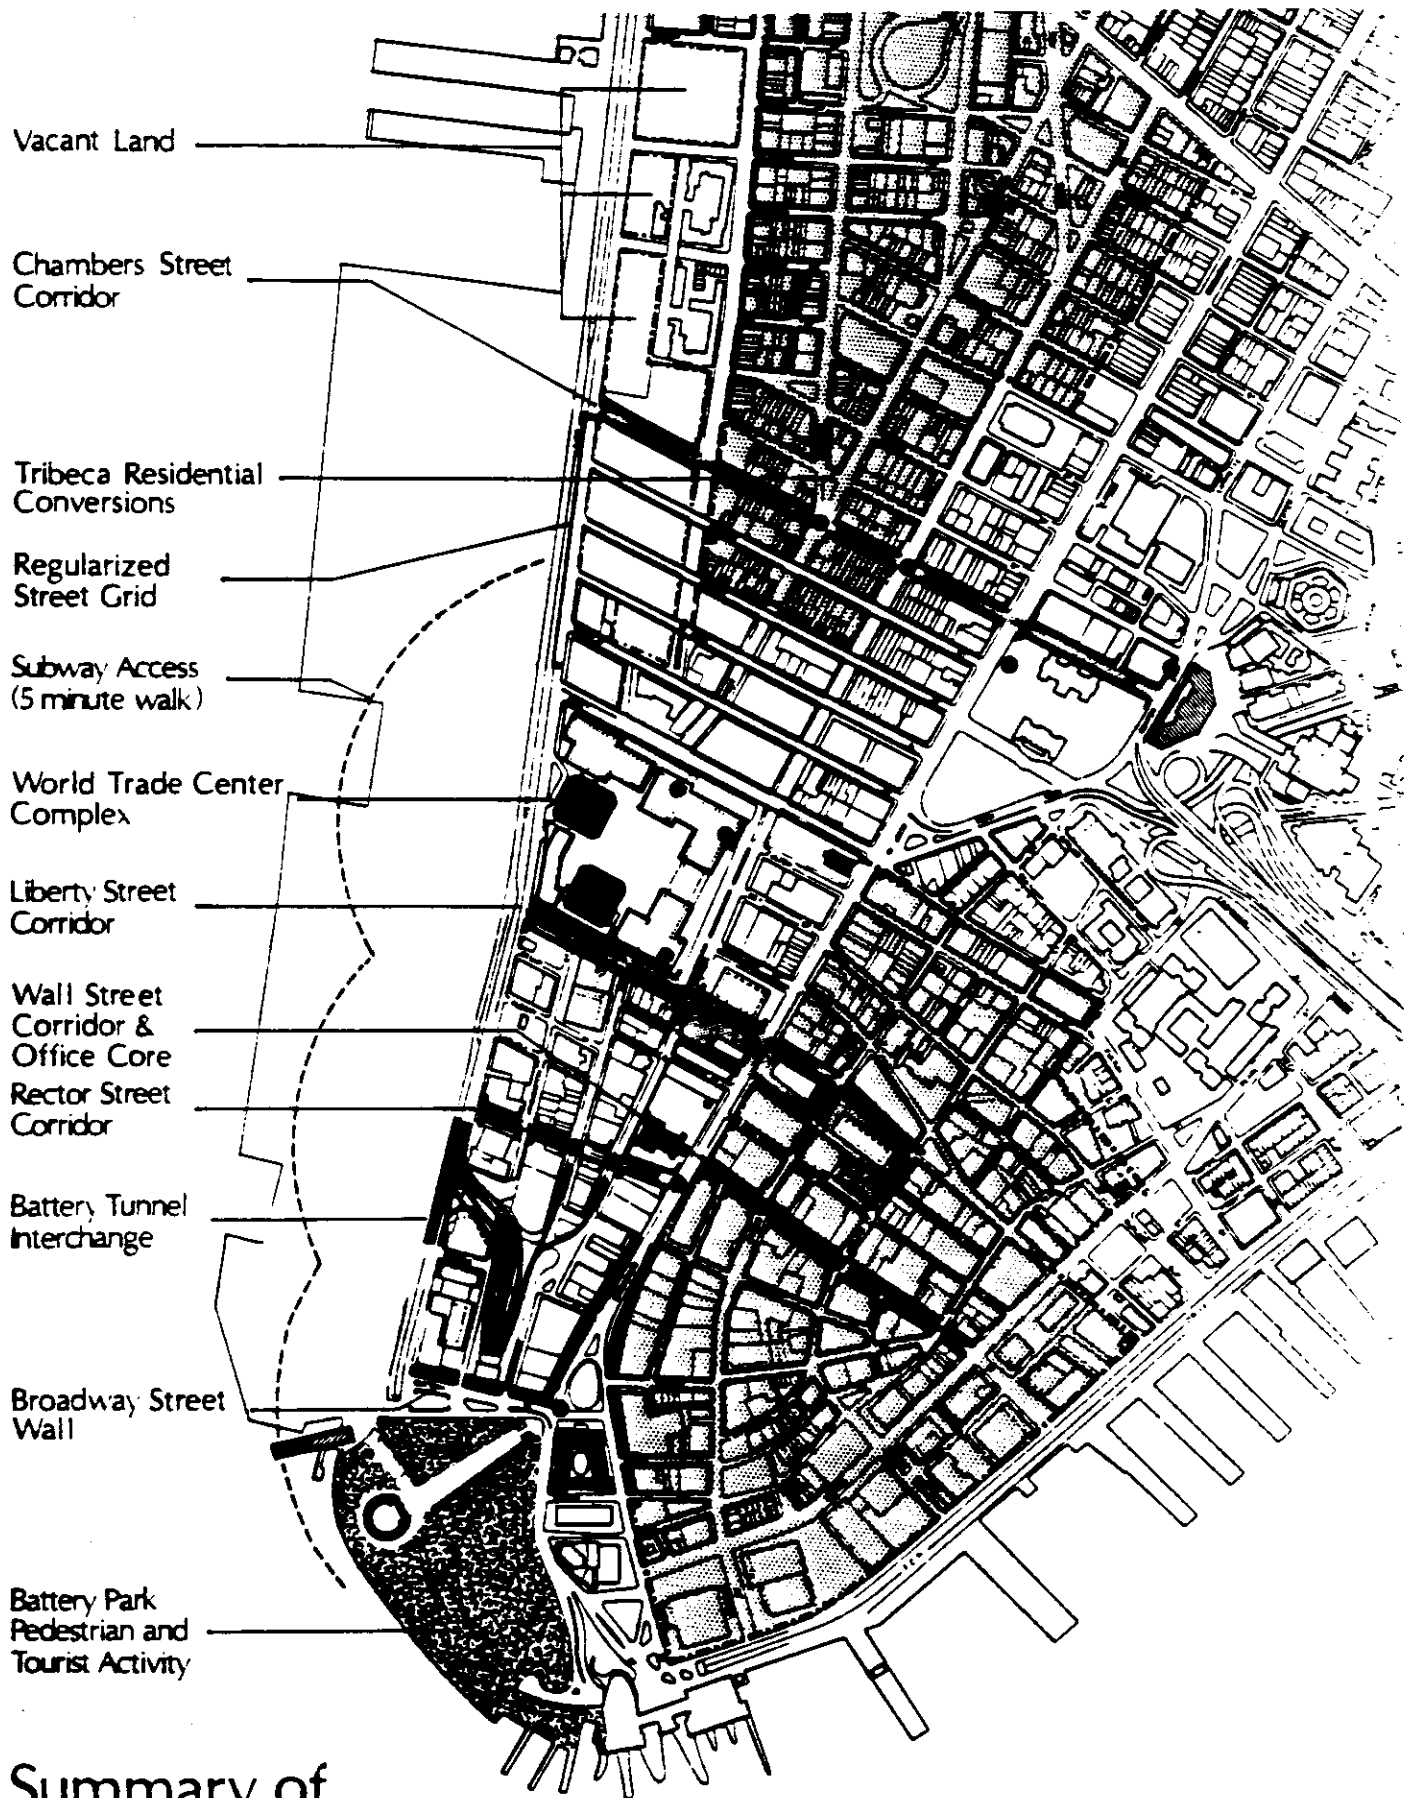 Vacant Land
Chambers Street
Corridor
Tribeca Residential
Conversions
Regularized
Street Grid
Subway Access
(5 minute walk)
World Trade Center
Complex
Liberty Street
Corridor
Wall Street
Corridor &
Office Core
Rector Street
Corridor
Battery Tunnel
Interchange
Broadway Street
Wall
Battery Park
Pedestrian and
Tourist Activity
Summary of